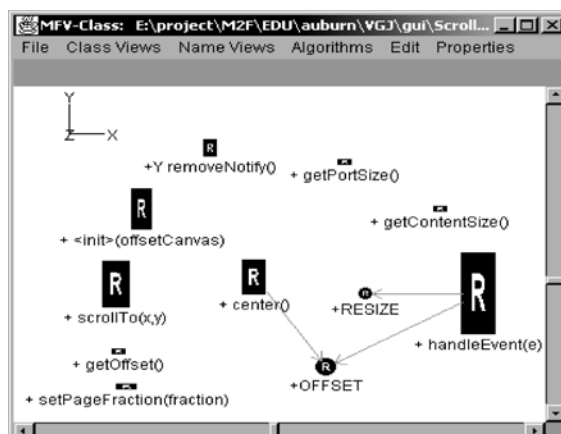 MFV-Class: E:\project\M2F\EDU\auburn\VGJ\gui\Scroll...
File Class Views Name Views Algorithms Edit Properties
Y
Z X
R
+Y removeNotify()
R
+ getPortSize()
R
+ <init>(offsetCanvas)
R
+ getContentSize()
R
+ scrollTo(x,y)
R
+ center()
R
+RESIZE
R
+ handleEvent(e)
R
+ getOffset()
R
+OFFSET
R
+ setPageFraction(fraction)